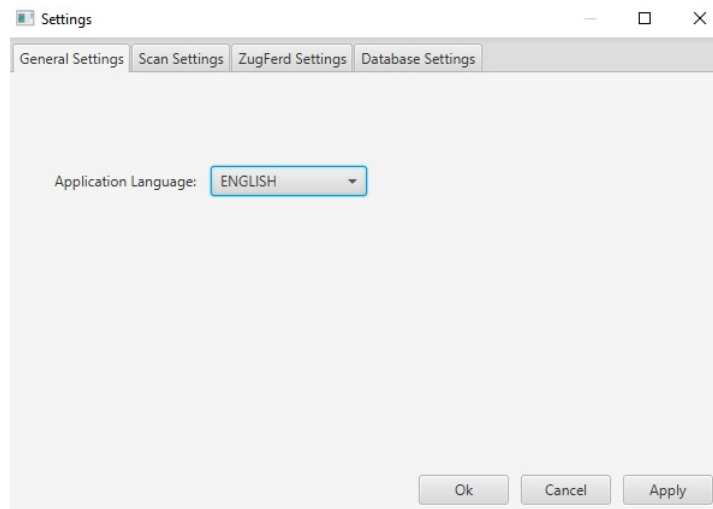 Settings
General Settings Scan Settings ZugFerd Settings Database Settings
Application Language: ENGLISH
Ok Cancel Apply